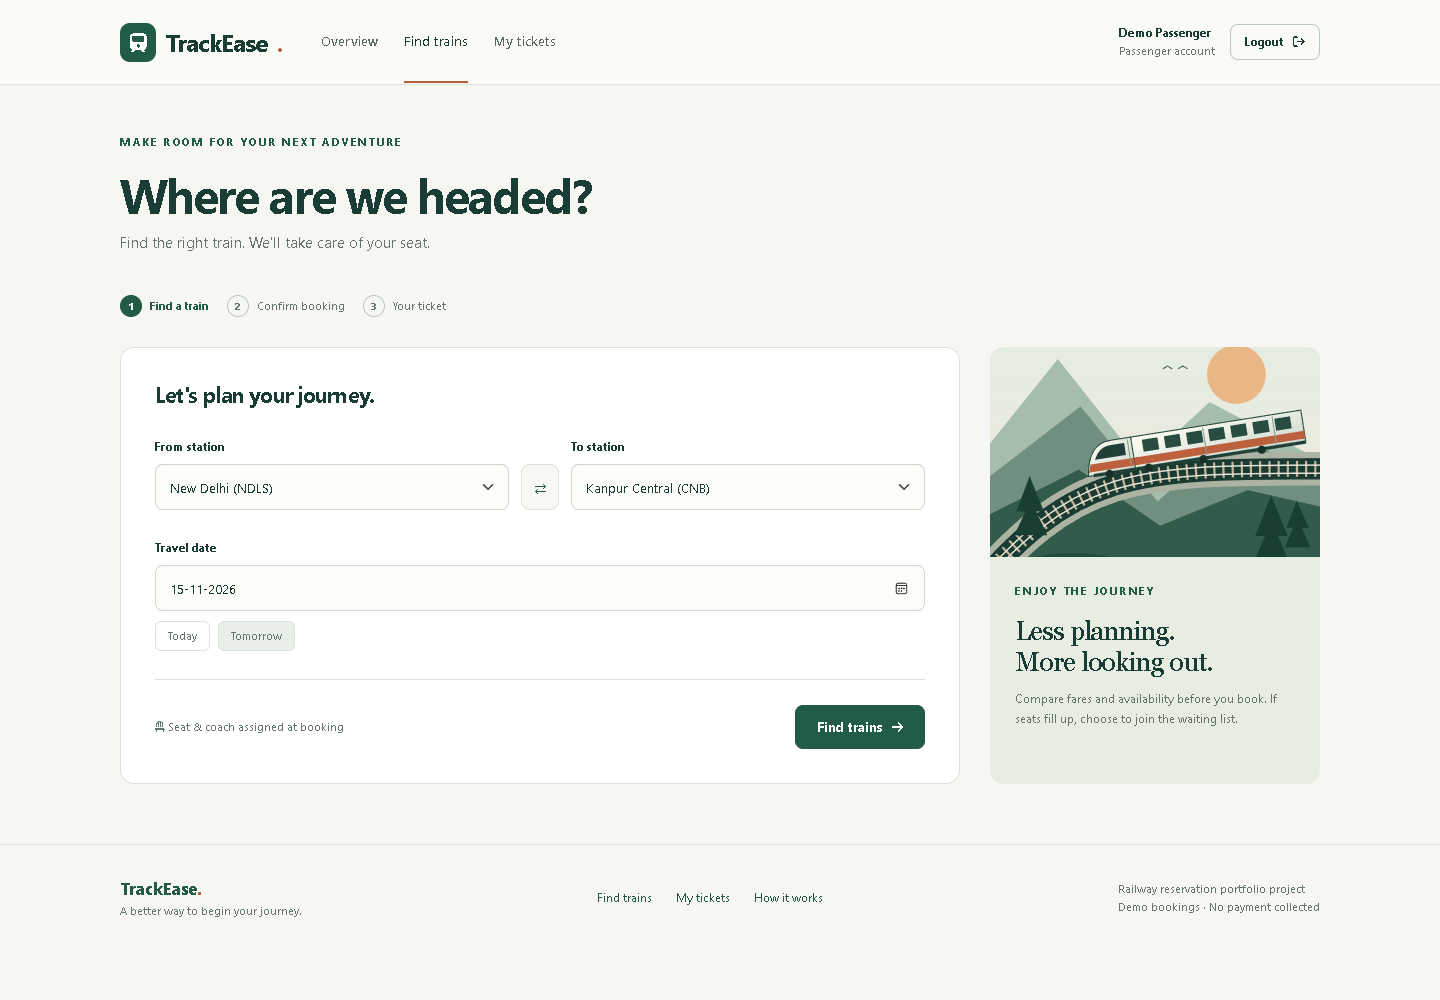 TrackEase.
Overview
Find trains
My tickets
Demo Passenger
Passenger account
Logout
MAKE ROOM FOR YOUR NEXT ADVENTURE
Where are we headed?
Find the right train. We'll take care of your seat.
1 Find a train
2 Confirm booking
3 Your ticket
Let's plan your journey.
From station
New Delhi (NDLS)
To station
Kanpur Central (CNB)
Travel date
15-11-2026
Today
Tomorrow
Seat & coach assigned at booking
Find trains
ENJOY THE JOURNEY
Less planning.
More looking out.
Compare fares and availability before you book. If
seats fill up, choose to join the waiting list.
TrackEase.
A better way to begin your journey.
Find trains
My tickets
How it works
Railway reservation portfolio project
Demo bookings · No payment collected